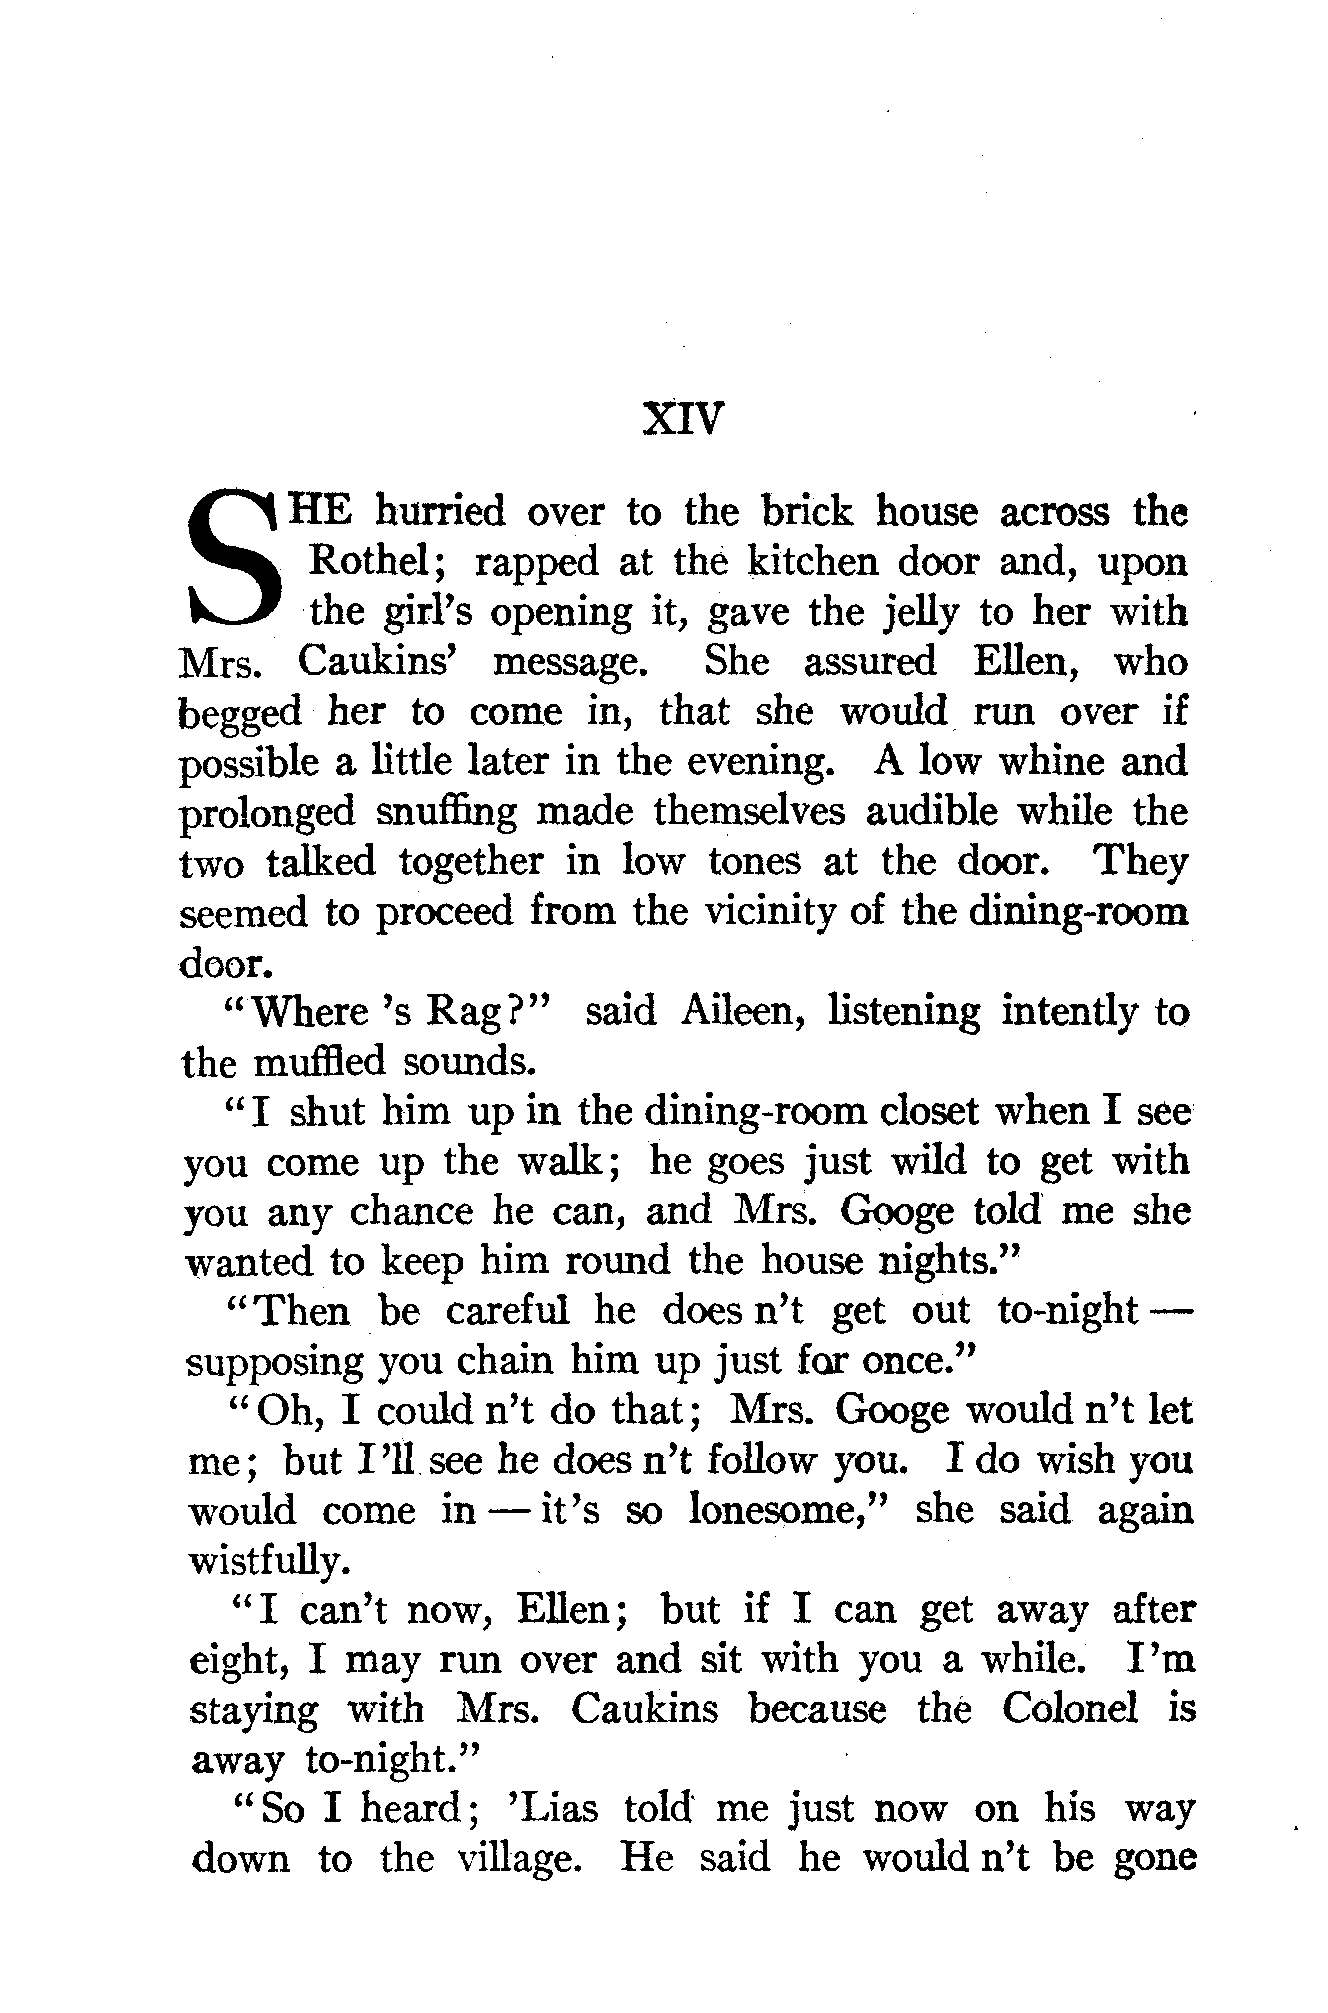 XIV
SHE hurried over to the brick house across the
Rothel; rapped at the kitchen door and, upon
the girl's opening it, gave the jelly to her with
Mrs. Caukins' message. She assured Ellen, who
begged her to come in, that she would run over if
possible a little later in the evening. A low whine and
prolonged snuffing made themselves audible while the
two talked together in low tones at the door. They
seemed to proceed from the vicinity of the dining-room
door.
"Where 's Rag?" said Aileen, listening intently to
the muffled sounds.
"I shut him up in the dining-room closet when I see
you come up the walk; he goes just wild to get with
you any chance he can, and Mrs. Googe told me she
wanted to keep him round the house nights."
"Then be careful he does n't get out to-night —
supposing you chain him up just for once."
"Oh, I could n't do that; Mrs. Googe would n't let
me; but I 'll see he does n't follow you. I do wish you
would come in — it's so lonesome," she said again
wistfully.
"I can't now, Ellen; but if I can get away after
eight, I may run over and sit with you a while. I 'm
staying with Mrs. Caukins because the Colonel is
away to-night."
"So I heard; 'Lias told me just now on his way
down to the village. He said he would n't be gone